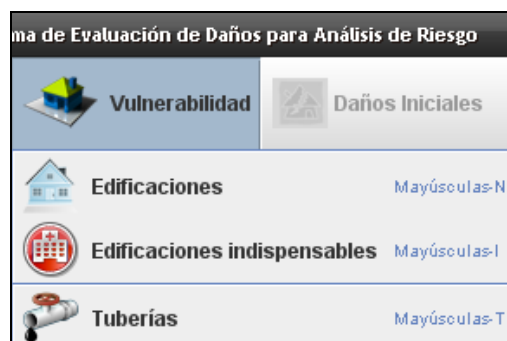 ma de Evaluación de Daños para Análisis de Riesgo
Vulnerabilidad Daños Iniciales
Edificaciones Mayúsculas-N
Edificaciones indispensables Mayúsculas-I
Tuberías Mayúsculas-T